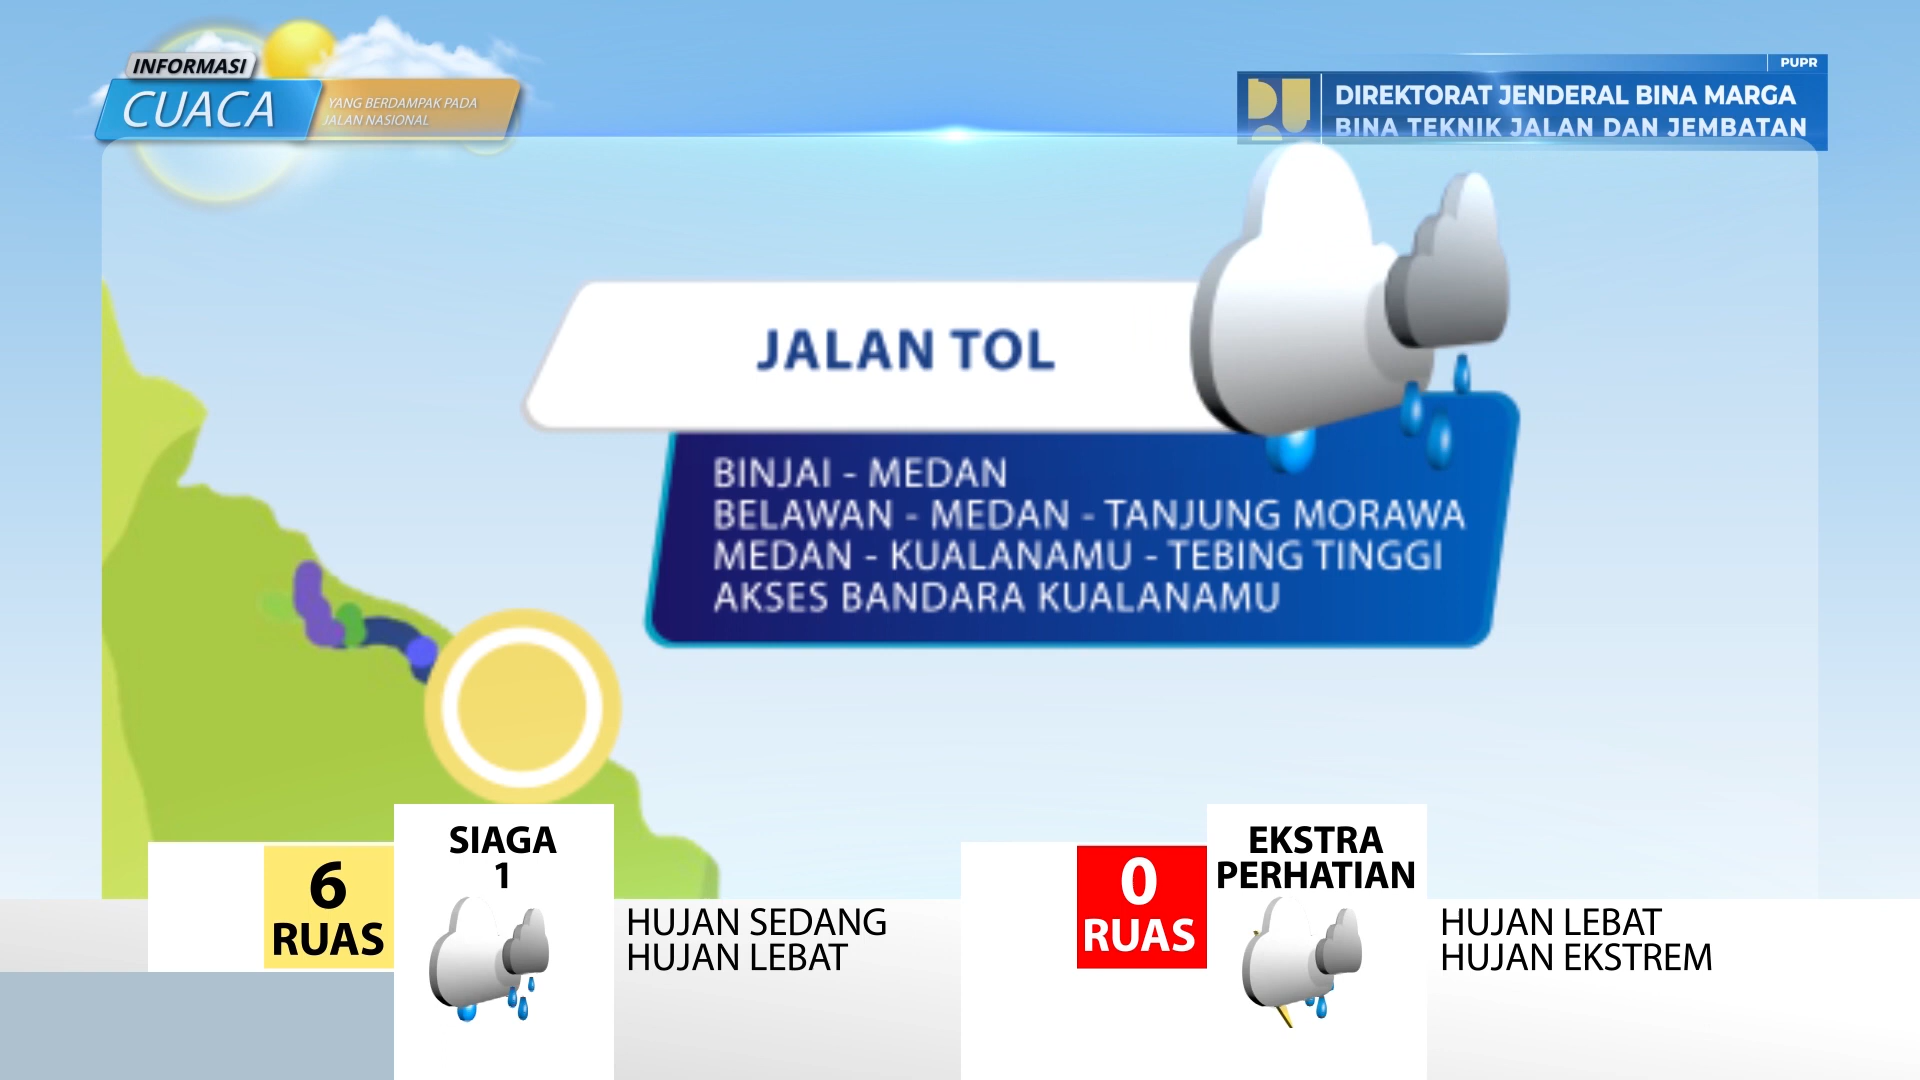 INFORMASI
CUACA
YANG BERDAMPAK PADA
JALAN NASIONAL
PUPR
DIREKTORAT JENDERAL BINA MARGA
BINA TEKNIK JALAN DAN JEMBATAN
JALAN TOL
BINJAI - MEDAN
BELAWAN - MEDAN - TANJUNG MORAWA
MEDAN - KUALANAMU - TEBING TINGGI
AKSES BANDARA KUALANAMU
6
RUAS
SIAGA
1
HUJAN SEDANG
HUJAN LEBAT
0
RUAS
EKSTRA
PERHATIAN
HUJAN LEBAT
HUJAN EKSTREM